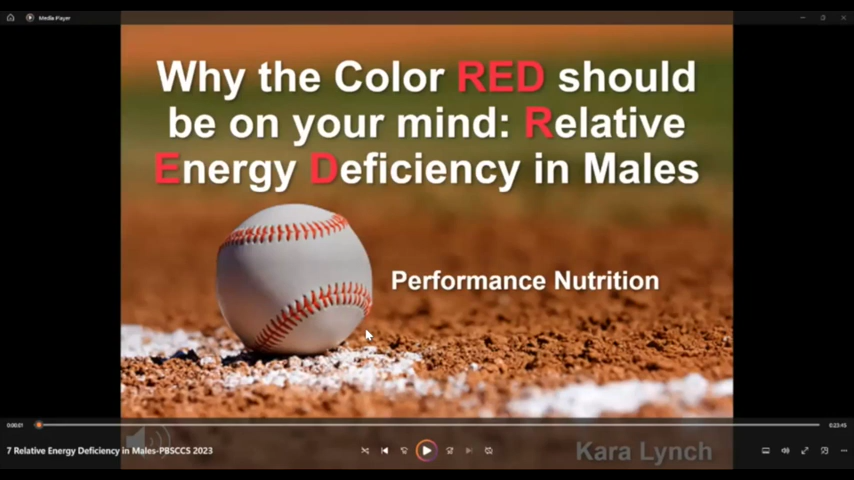 Media Player
Why the Color RED should
be on your mind: Relative
Energy Deficiency in Males
Performance Nutrition
0:00:01
0:23:45
7 Relative Energy Deficiency in Males-PBSCCS 2023
Kara Lynch